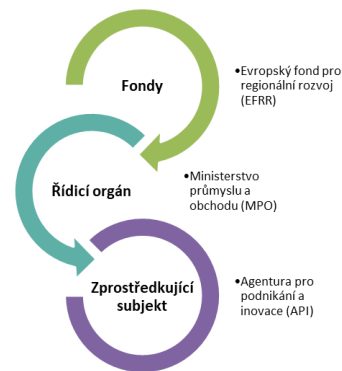 Fondy
•Evropský fond pro
regionální rozvoj
(EFRR)
Řídicí orgán
•Ministerstvo
průmyslu a
obchodu (MPO)
Zprostředkující
subjekt
•Agentura pro
podnikání a
inovace (API)